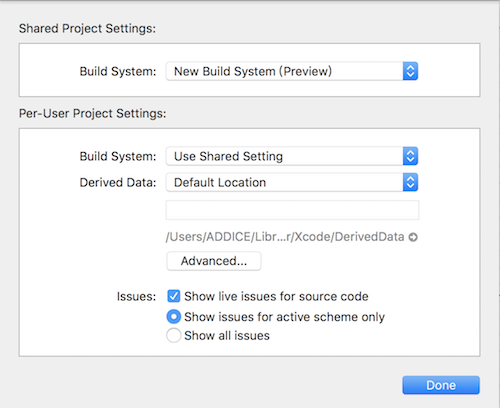 Shared Project Settings:
Build System: New Build System (Preview)
Per-User Project Settings:
Build System: Use Shared Setting
Derived Data: Default Location
/Users/ADDICE/Libr...r/Xcode/DerivedData
Advanced...
Issues: Show live issues for source code
Show issues for active scheme only
Show all issues
Done